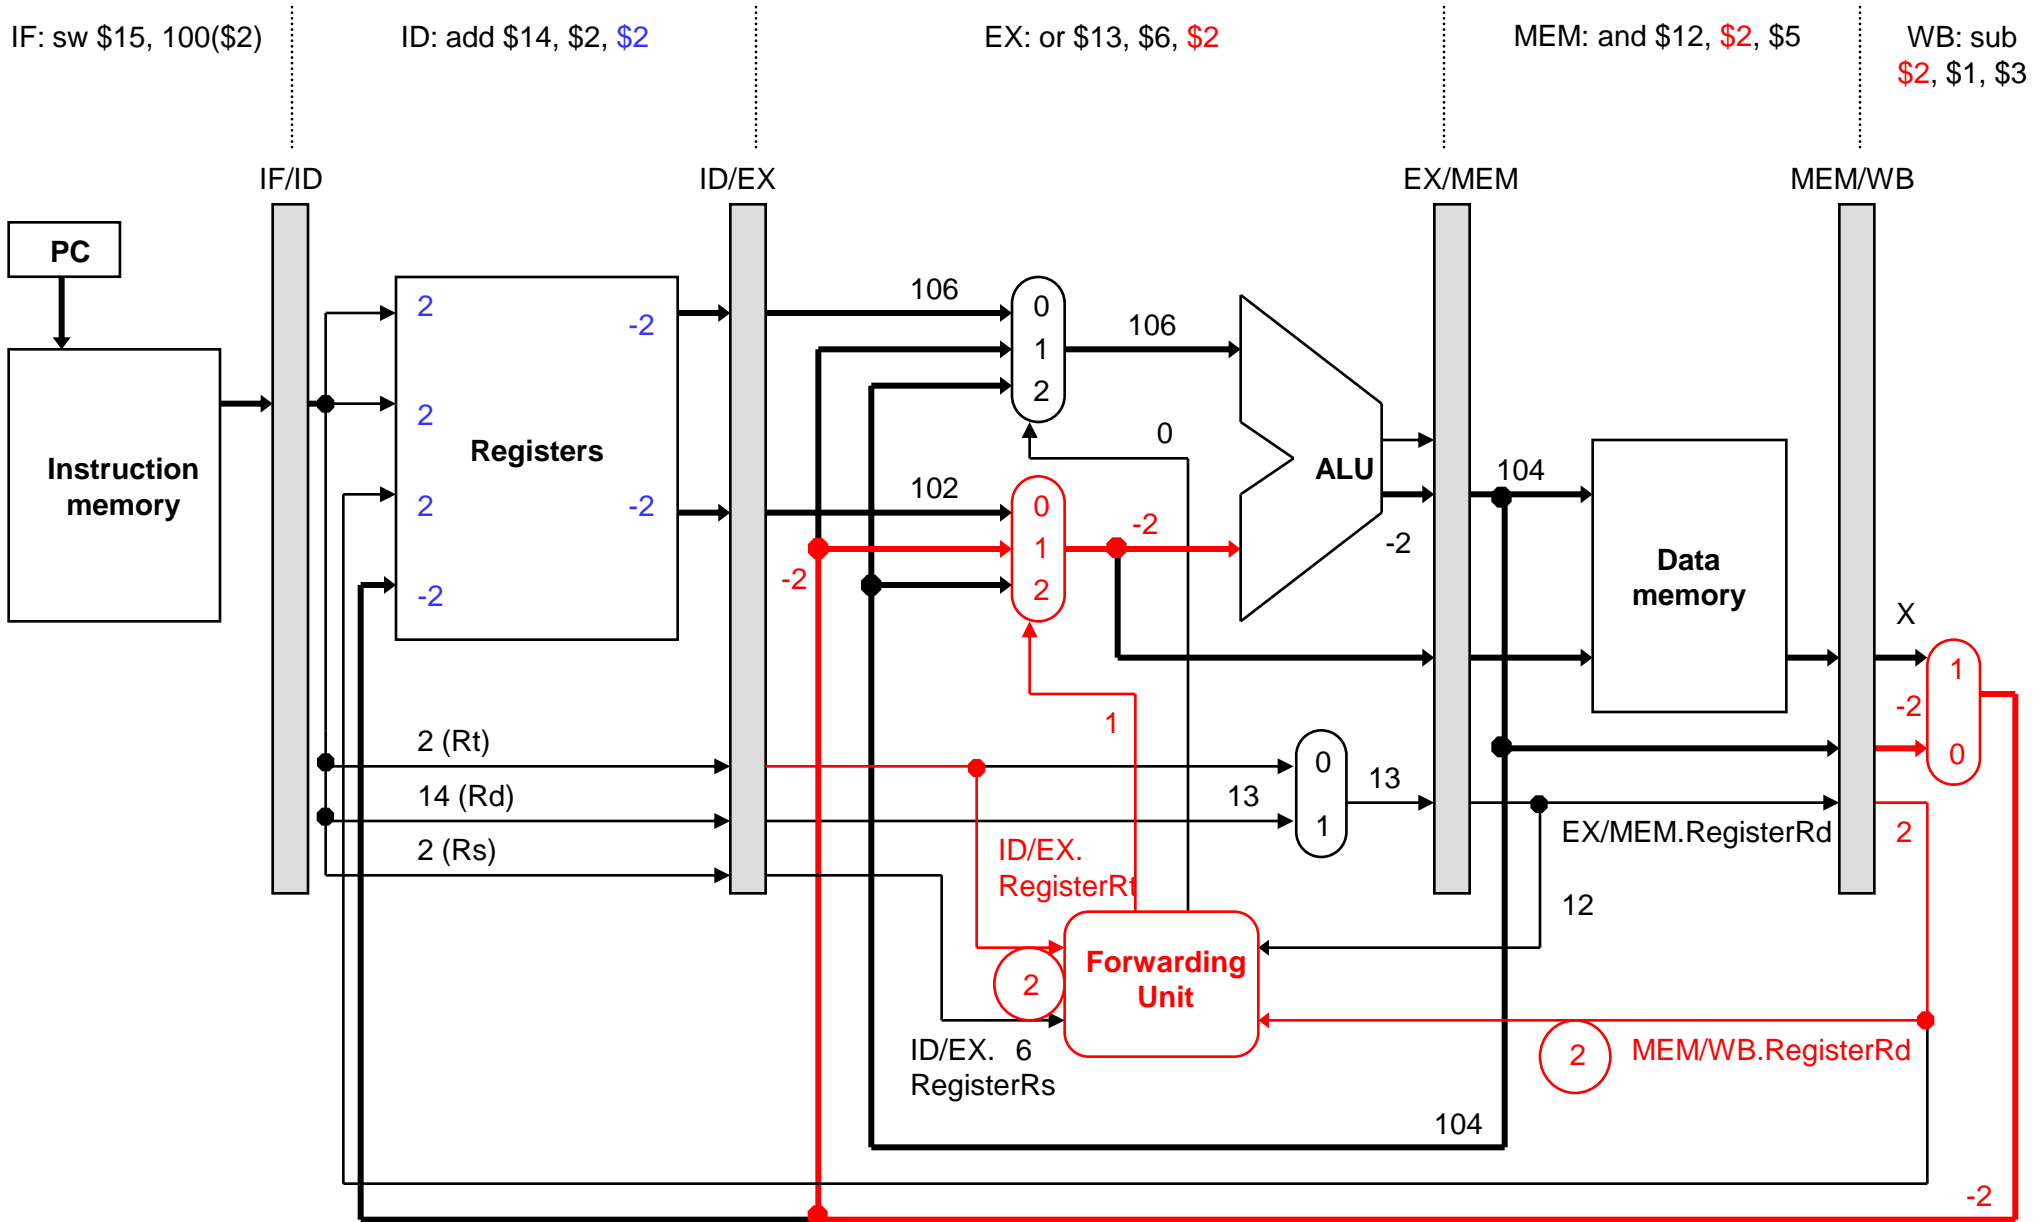 IF: sw $15, 100($2)
ID: add $14, $2, $2
EX: or $13, $6, $2
MEM: and $12, $2, $5
WB: sub
$2, $1, $3
IF/ID
ID/EX
EX/MEM
MEM/WB
PC
Instruction
memory
2
2
2
-2
-2
-2
Registers
106
0
1
2
106
0
102
0
1
2
-2
-2
1
ALU
-2
104
Data
memory
X
1
-2
0
2 (Rt)
14 (Rd)
2 (Rs)
13
0
1
13
EX/MEM.RegisterRd
2
12
ID/EX.
RegisterRt
Forwarding
Unit
2
ID/EX. 6
RegisterRs
2
MEM/WB.RegisterRd
104
-2